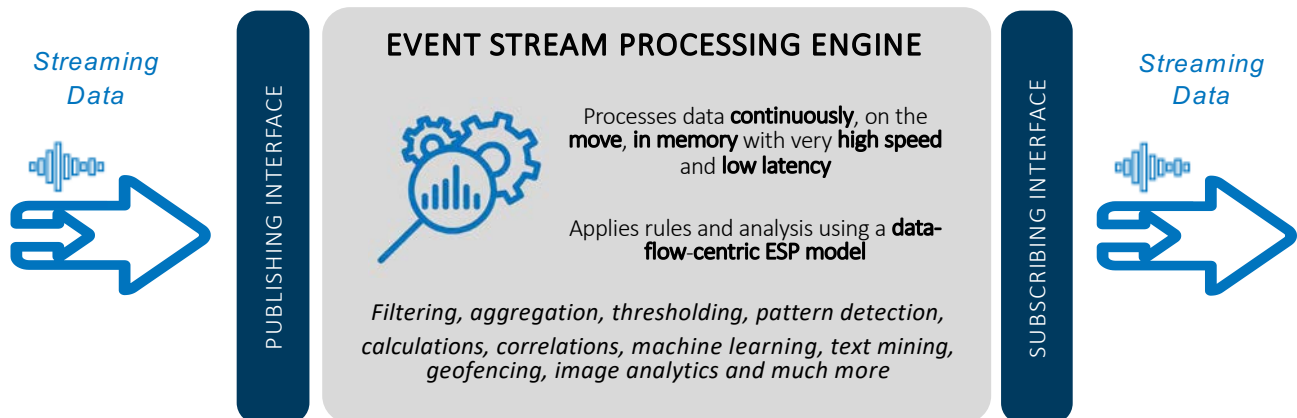 Streaming
Data
PUBLISHING INTERFACE
EVENT STREAM PROCESSING ENGINE
Processes data continuously, on the
move, in memory with very high speed
and low latency
Applies rules and analysis using a data-
flow-centric ESP model
Filtering, aggregation, thresholding, pattern detection,
calculations, correlations, machine learning, text mining,
geofencing, image analytics and much more
SUBSCRIBING INTERFACE
Streaming
Data